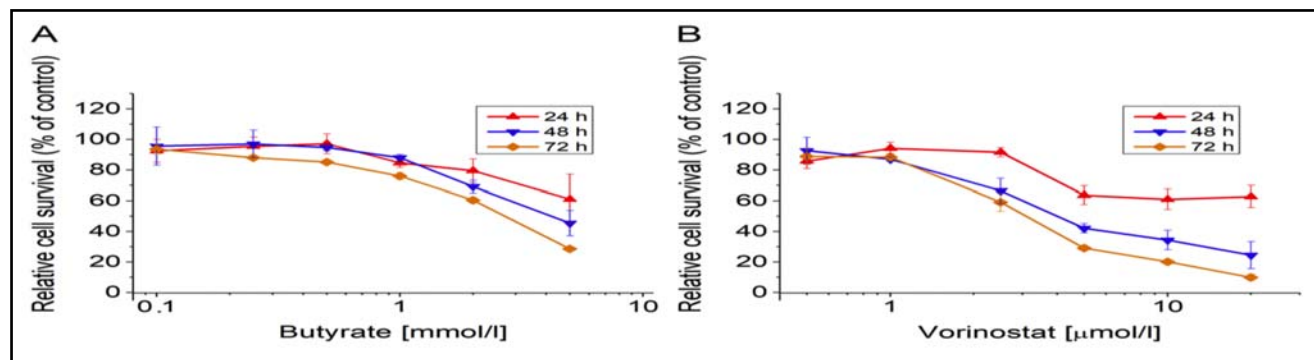 A
Relative cell survival (% of control)
120
100
80
60
40
20
0
24 h
48 h
72 h
0.1
1
10
Butyrate [mmol/l]
B
Relative cell survival (% of control)
120
100
80
60
40
20
0
24 h
48 h
72 h
1
10
Vorinostat [μmol/l]